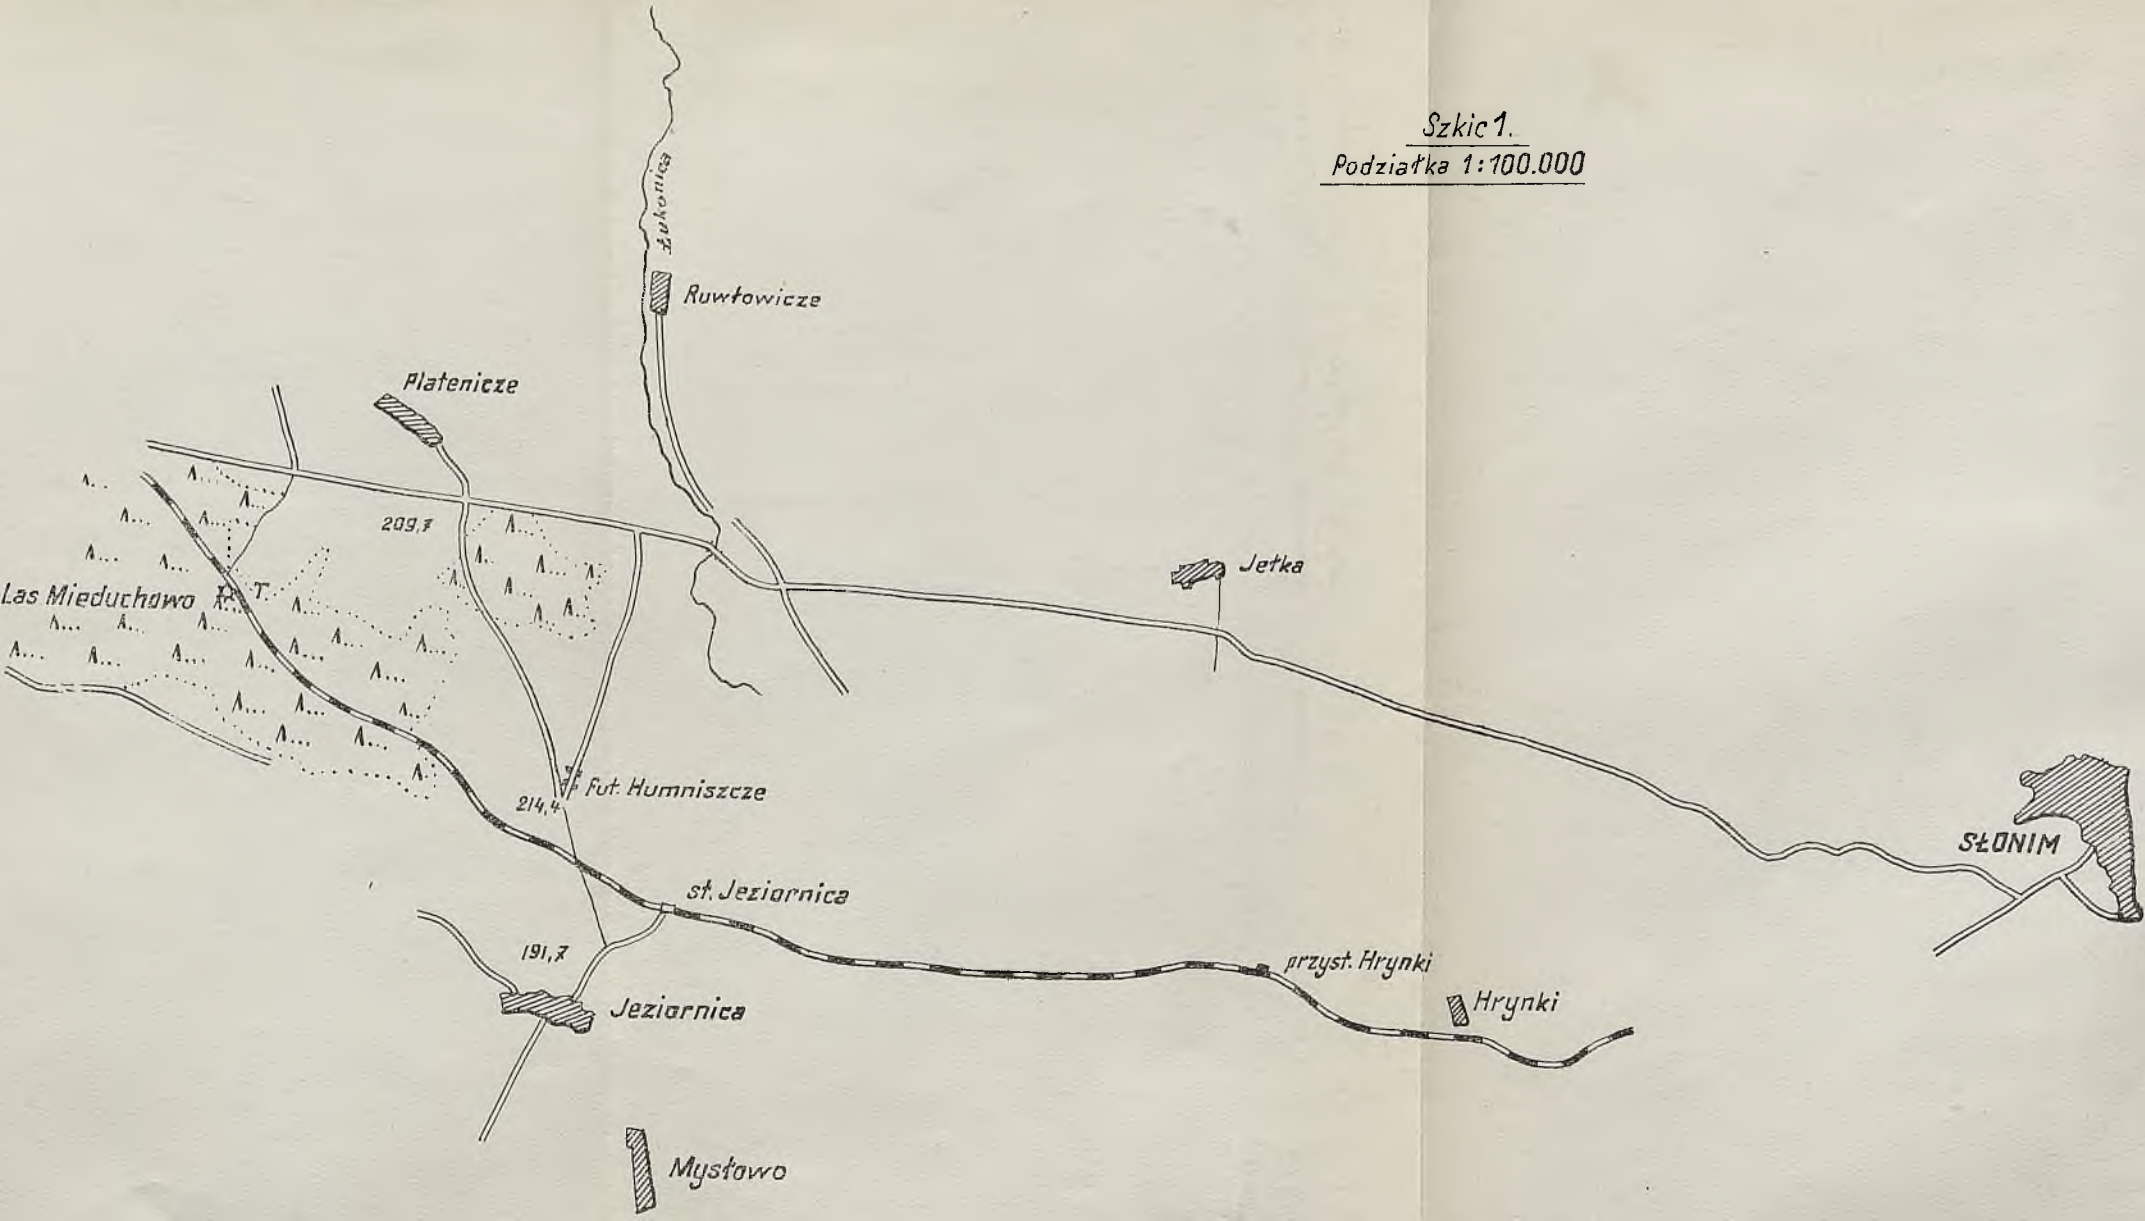 Szkic 1.
Podziałka 1:100.000
Łukonica
Ruwłowicze
Platenicze
209,7
Jetka
Las Mieduchowo
T.
Fut. Humniszcze
214,4
SŁONIM
st. Jeziornica
191,7
przyst. Hrynki
Hrynki
Jeziornica
Mysłowo